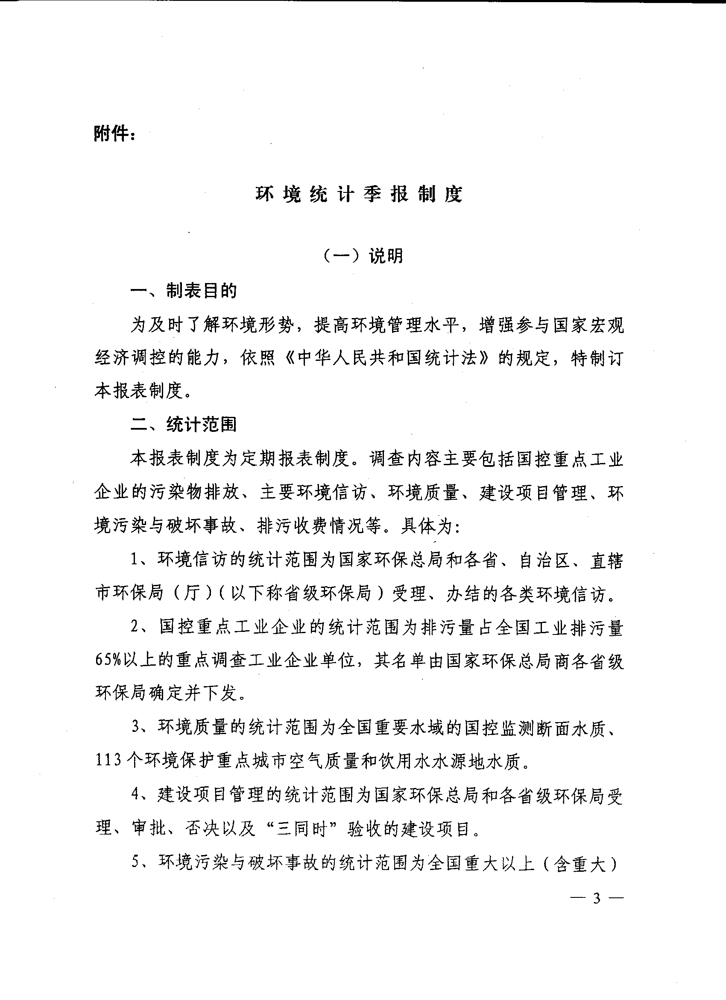 附件：
环境统计季报制度
（一）说明
一、制表目的
为及时了解环境形势，提高环境管理水平，增强参与国家宏观
经济调控的能力，依照《中华人民共和国统计法》的规定，特制订
本报表制度。
二、统计范围
本报表制度为定期报表制度。调查内容主要包括国控重点工业
企业的污染物排放、主要环境信访、环境质量、建设项目管理、环
境污染与破坏事故、排污收费情况等。具体为：
1、环境信访的统计范围为国家环保总局和各省、自治区、直辖
市环保局（厅）（以下称省级环保局）受理、办结的各类环境信访。
2、国控重点工业企业的统计范围为排污量占全国工业排污量
65%以上的重点调查工业企业单位，其名单由国家环保总局商各省级
环保局确定并下发。
3、环境质量的统计范围为全国重要水域的国控监测断面水质、
113个环境保护重点城市空气质量和饮用水水源地水质。
4、建设项目管理的统计范围为国家环保总局和各省级环保局受
理、审批、否决以及“三同时”验收的建设项目。
5、环境污染与破坏事故的统计范围为全国重大以上（含重大）
— 3 —